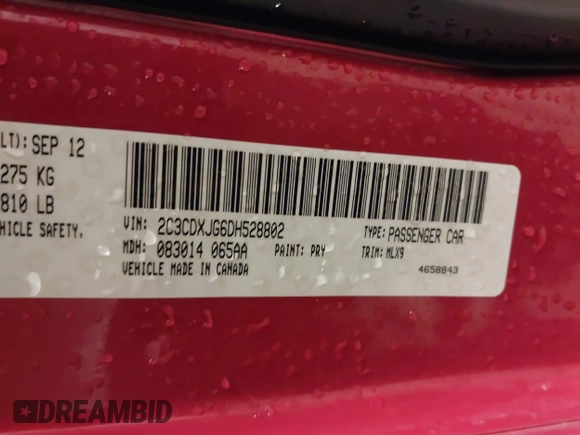 LI): SEP 12
275 KG
810 LB
HICLE SAFETY,
VIN: 2C3CDXJG6DH528802
TYPE: PASSENGER CAR
MDH: 083014 065AA
PAINT: PRY
TRIM: MLX9
VEHICLE MADE IN CANADA
4658843
DREAMBID